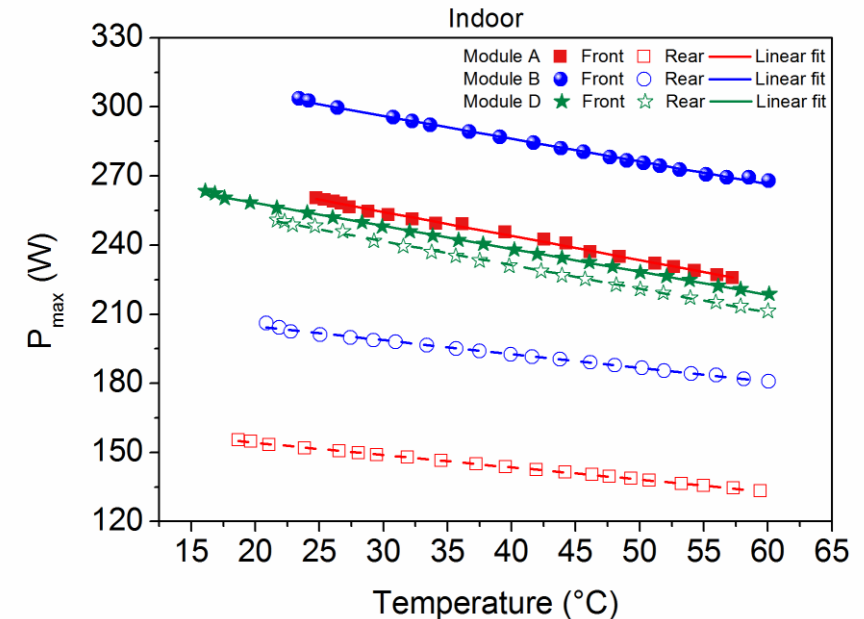 Indoor
330
300
270
240
210
180
150
120
P max (W)
Module A Front Rear Linear fit
Module B Front Rear Linear fit
Module D Front Rear Linear fit
15 20 25 30 35 40 45 50 55 60 65
Temperature (°C)